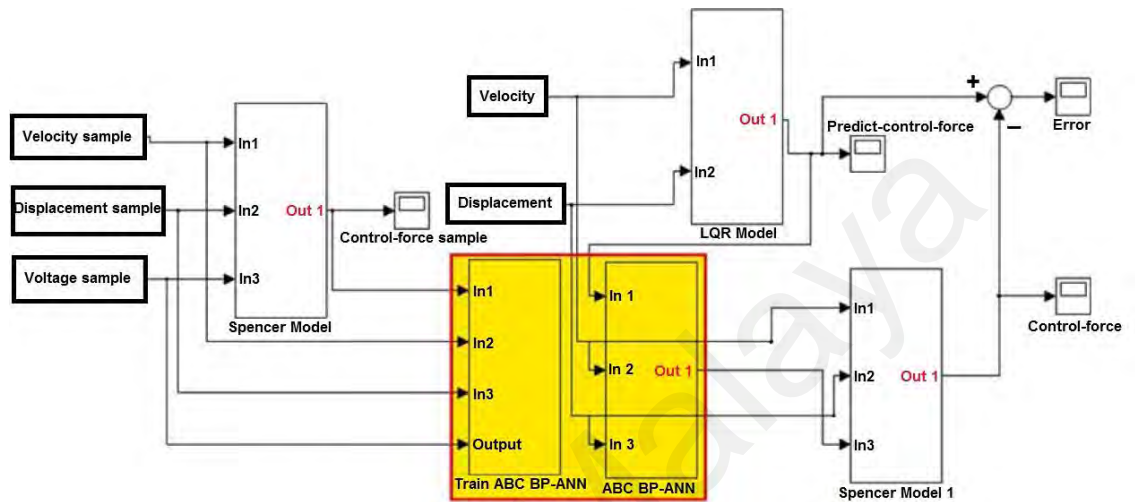 Velocity sample
Displacement sample
Voltage sample
In1
In2
In3
Out 1
Spencer Model
Control-force sample
Velocity
Displacement
In1
In2
Out 1
LQR Model
Predict-control-force
+
−
Error
In1
In2
In3
Output
Train ABC BP-ANN
In 1
In 2
In 3
Out 1
ABC BP-ANN
In1
In2
In3
Out 1
Spencer Model 1
Control-force
Malaya